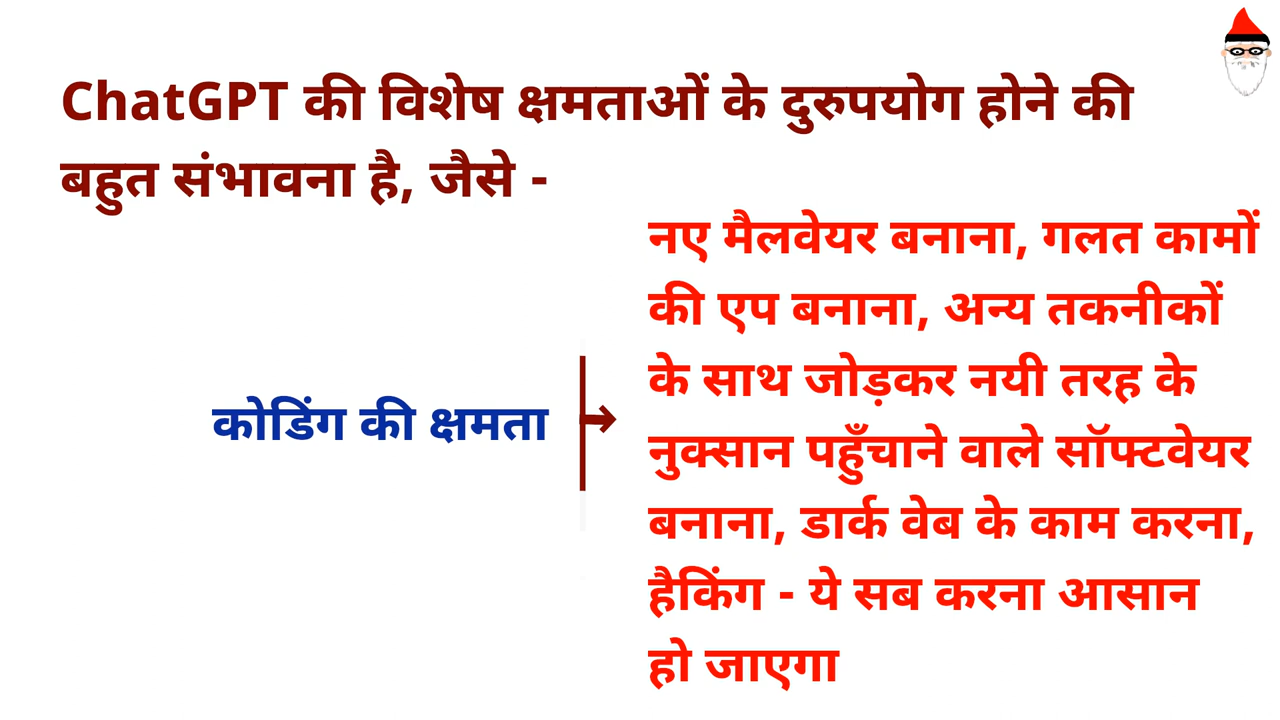 ChatGPT की विशेष क्षमताओं के दुरुपयोग होने की
बहुत संभावना है, जैसे -
कोडिंग की क्षमता
नए मैलवेयर बनाना, गलत कामों
की एप बनाना, अन्य तकनीकों
के साथ जोड़कर नयी तरह के
नुक्सान पहुँचाने वाले सॉफ्टवेयर
बनाना, डार्क वेब के काम करना,
हैकिंग - ये सब करना आसान
हो जाएगा